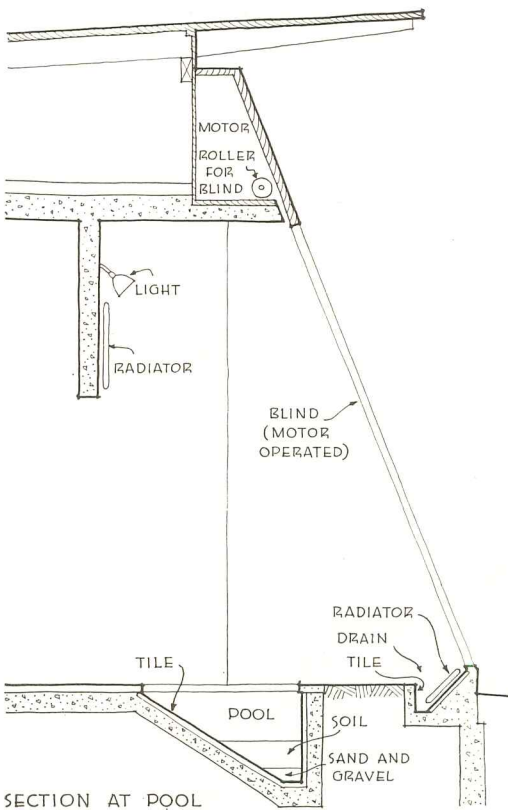 MOTOR
ROLLER
FOR
BLIND
LIGHT
RADIATOR
BLIND
(MOTOR
OPERATED)
RADIATOR
DRAIN
TILE
TILE
POOL
SOIL
SAND AND
GRAVEL
SECTION AT POOL